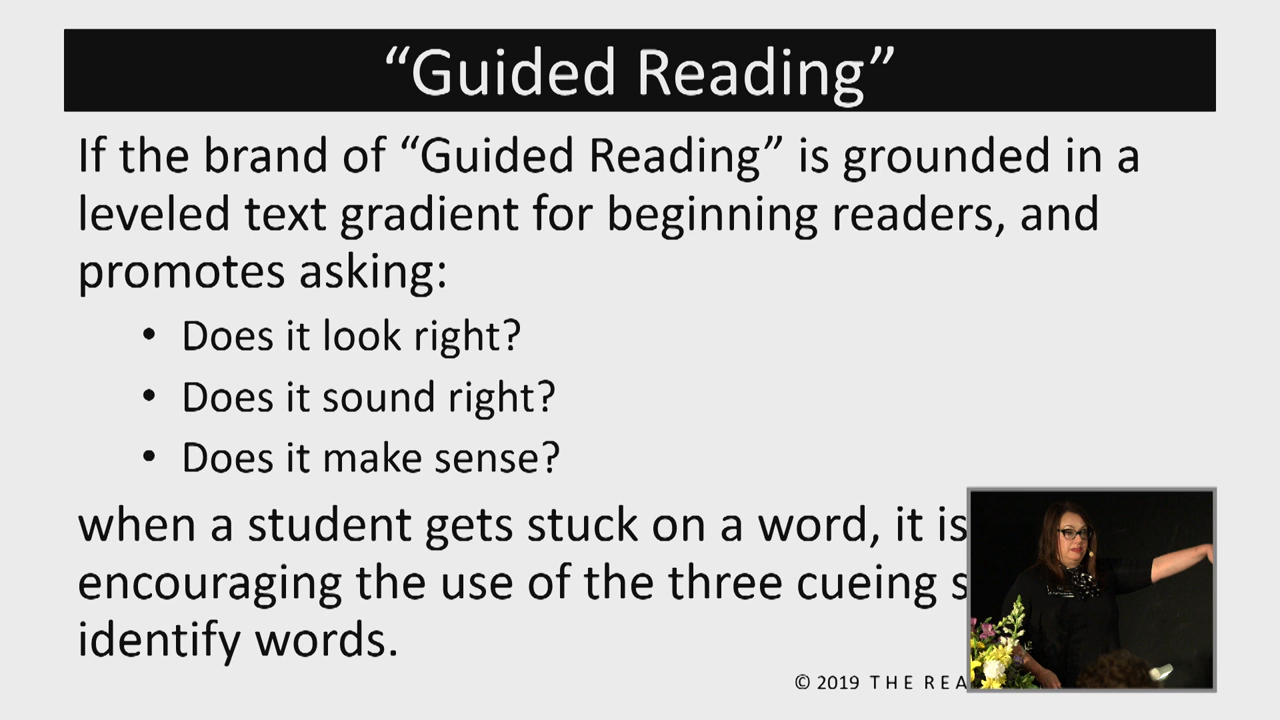 “Guided Reading”
If the brand of “Guided Reading” is grounded in a
leveled text gradient for beginning readers, and
promotes asking:
• Does it look right?
• Does it sound right?
• Does it make sense?
when a student gets stuck on a word, it is
encouraging the use of the three cueing
identify words.
© 2019 THE